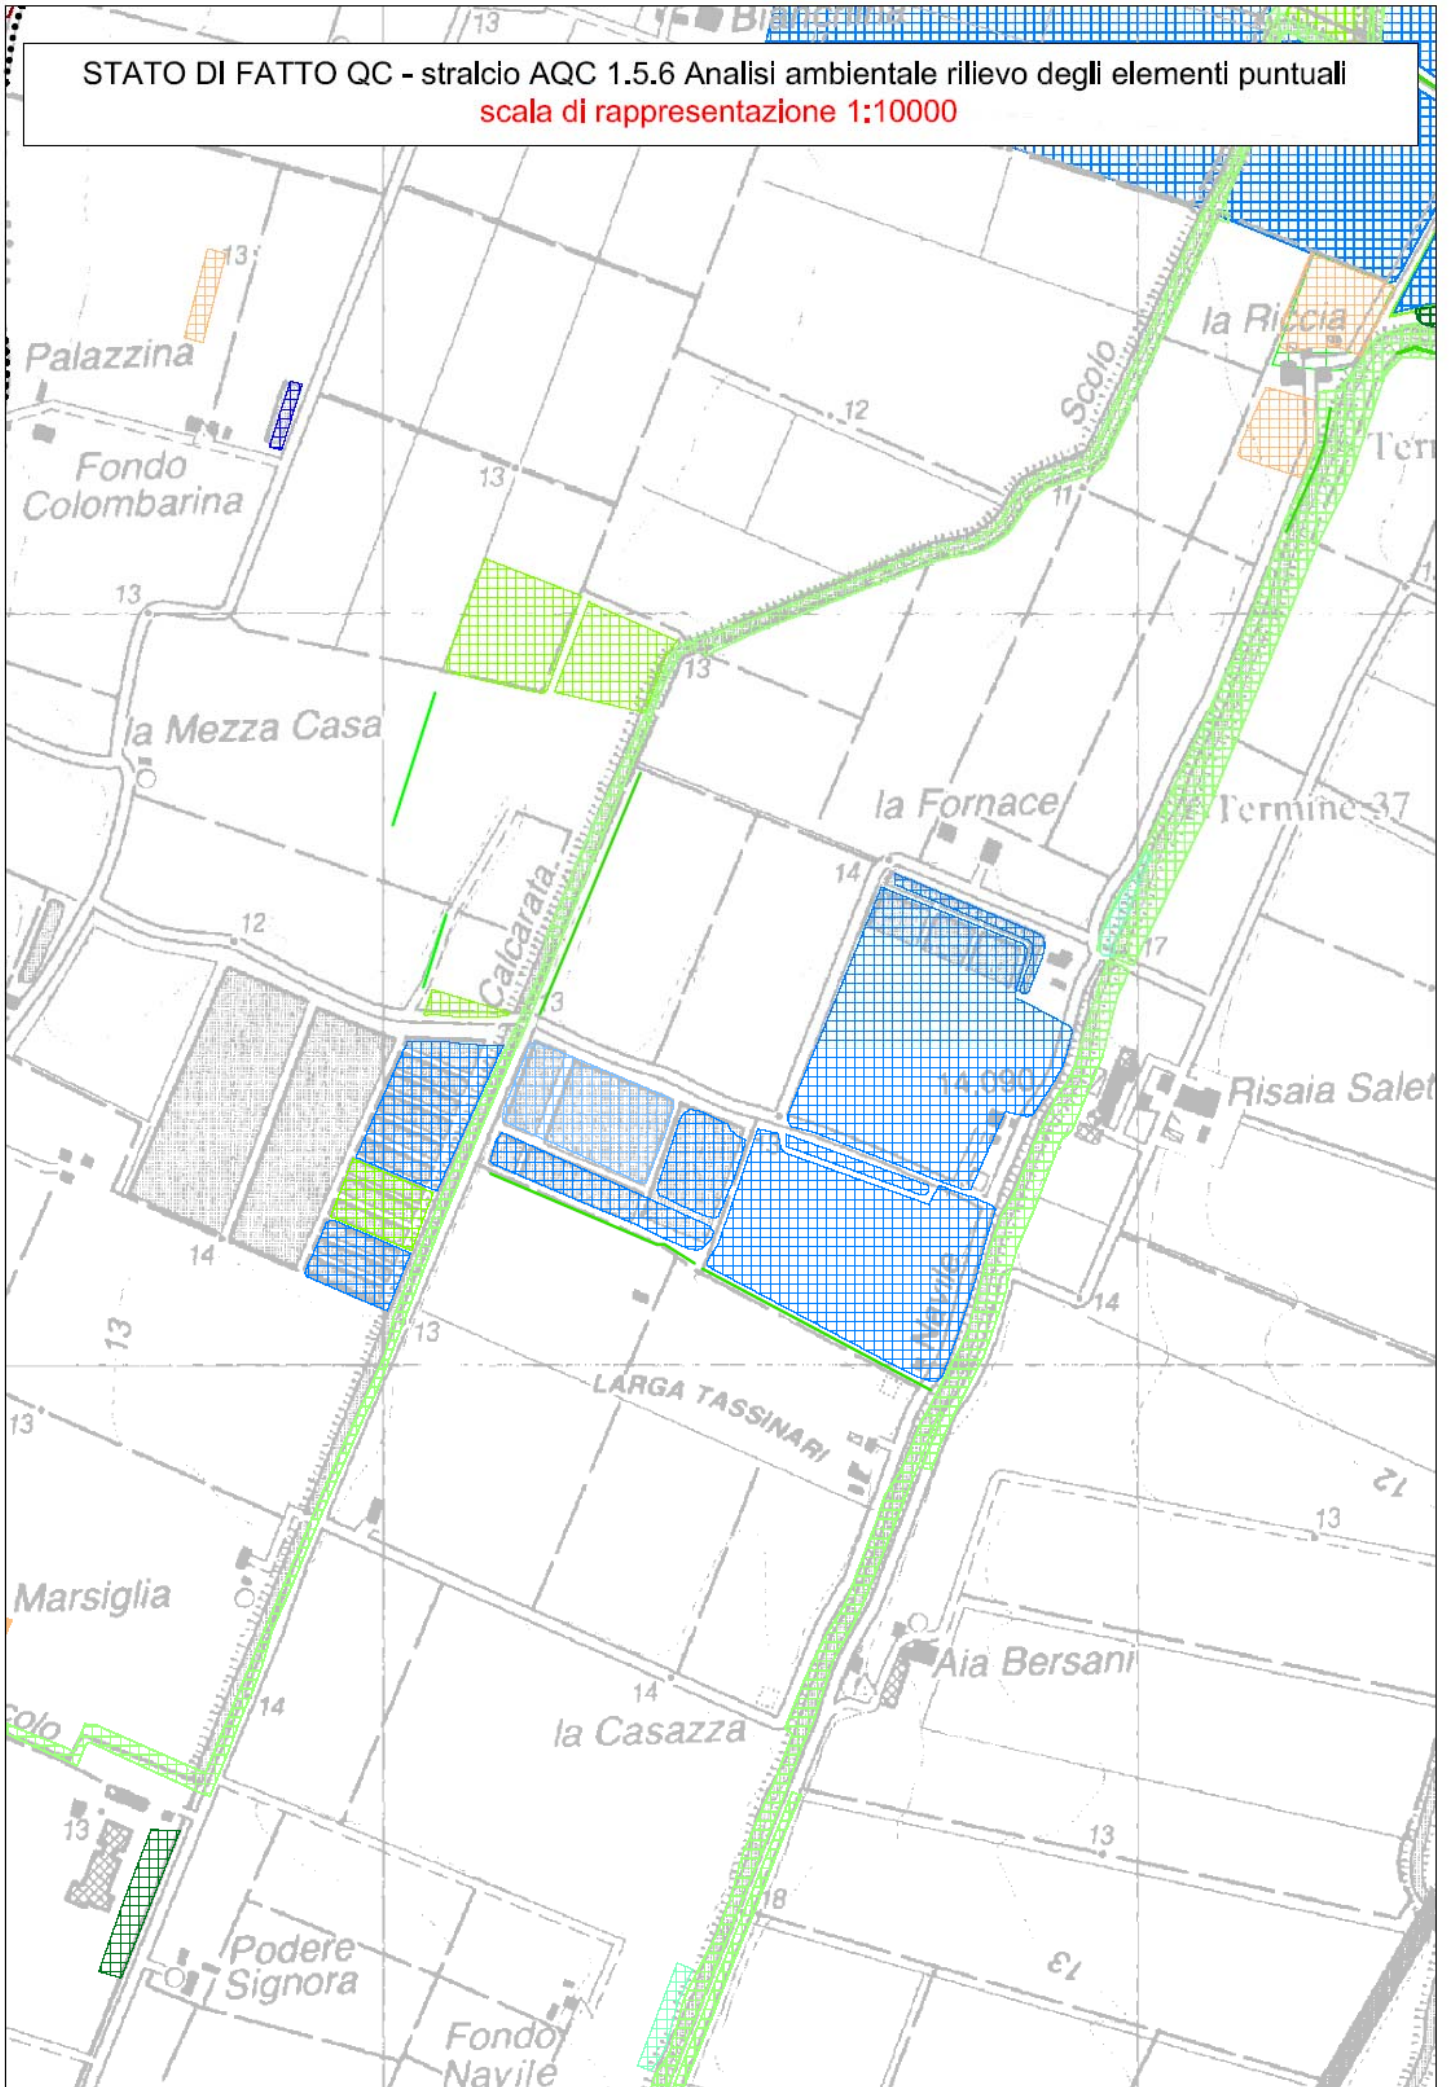 13
Bianchina
STATO DI FATTO QC - stralcio AQC 1.5.6 Analisi ambientale rilievo degli elementi puntuali
scala di rappresentazione 1:10000
13
la Riccia
Palazzina
Scolo
12
Fondo
Colombarina
13
11
13
13
la Mezza Casa
la Fornace
Termine 37
14
12
Calcarata
17
13
14.090
Risaia Salet
14
14
13
13
Navile
LARGA TASSINARI
13
12
13
Marsiglia
Aia Bersani
14
14
colo
la Casazza
13
13
18
Podere
Signora
13
Fondo
Navile